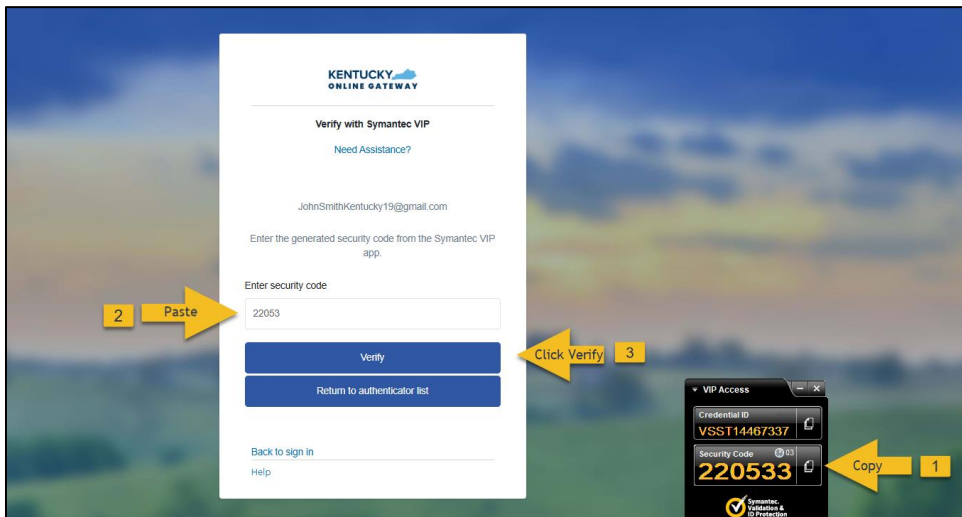 KENTUCKY
ONLINE GATEWAY
Verify with Symantec VIP
Need Assistance?
JohnSmithKentucky19@gmail.com
Enter the generated security code from the Symantec VIP
app.
Enter security code
2 Paste
22053
Verify
Click Verify 3
Return to authenticator list
Back to sign in
Help
VIP Access
Credential ID
VSST14467337
Security Code ? 03
220533
Copy 1
Symantec.
Validation &
ID Protection